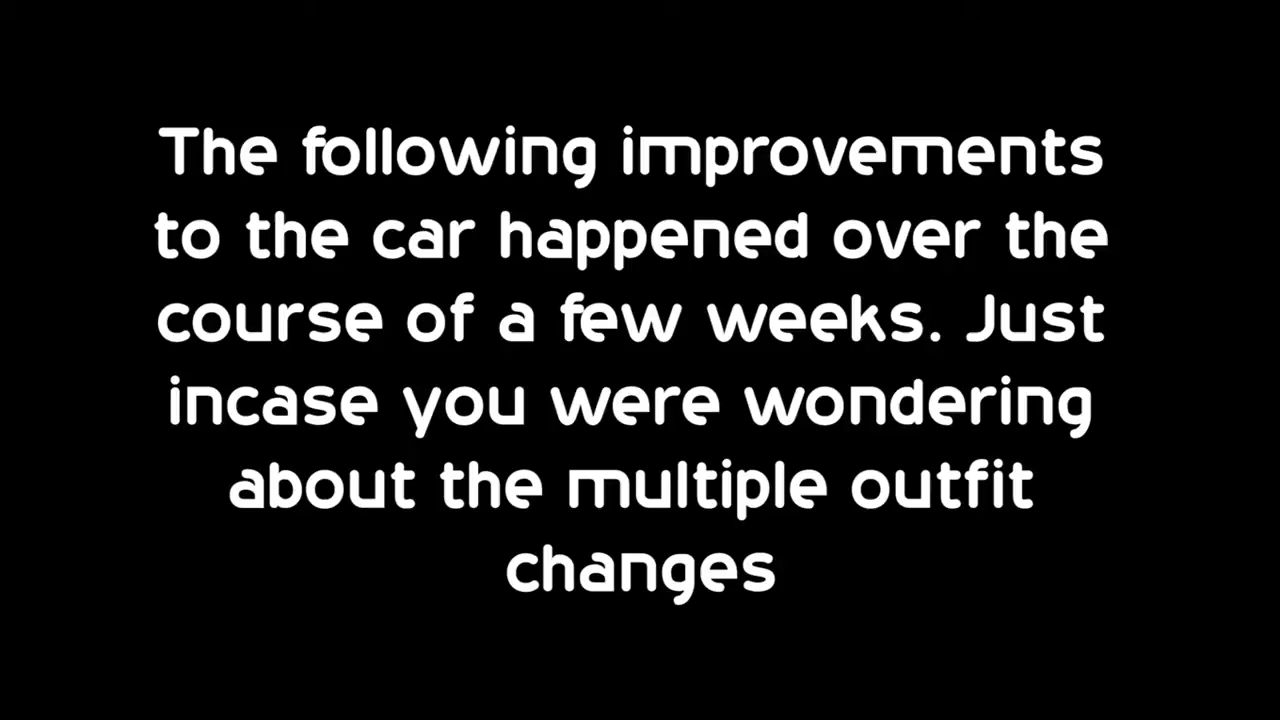 The following improvements
to the car happened over the
course of a few weeks. Just
incase you were wondering
about the multiple outfit
changes